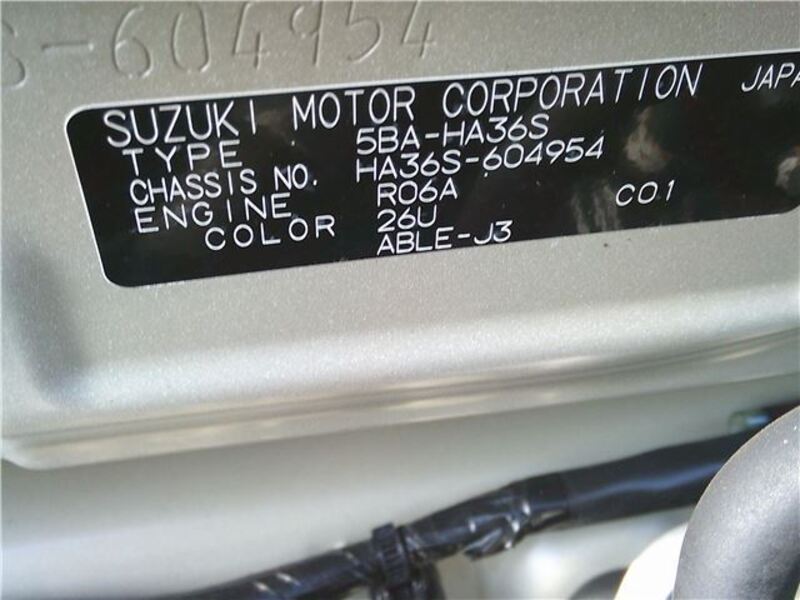 S-604954
SUZUKI MOTOR CORPORATION JAPA
TYPE 5BA-HA36S
CHASSIS NO. HA36S-604954
ENGINE R06A C01
COLOR 26U
ABLE-J3